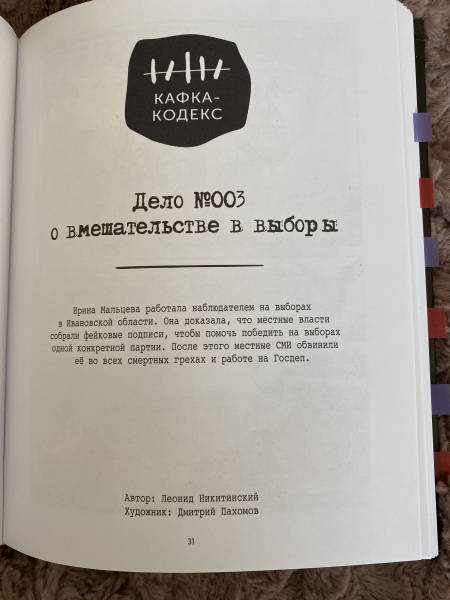 КАФКА-
КОДЕКС
Дело №003
о вмешательстве в выборы
Ирина Мальцева работала наблюдателем на выборах
в Ивановской области. Она доказала, что местные власти
собрали фейковые подписи, чтобы помочь победить на выборах
одной конкретной партии. После этого местные СМИ обвинили
её во всех смертных грехах и работе на Госдеп.
Автор: Леонид Никитинский
Художник: Дмитрий Пахомов
31